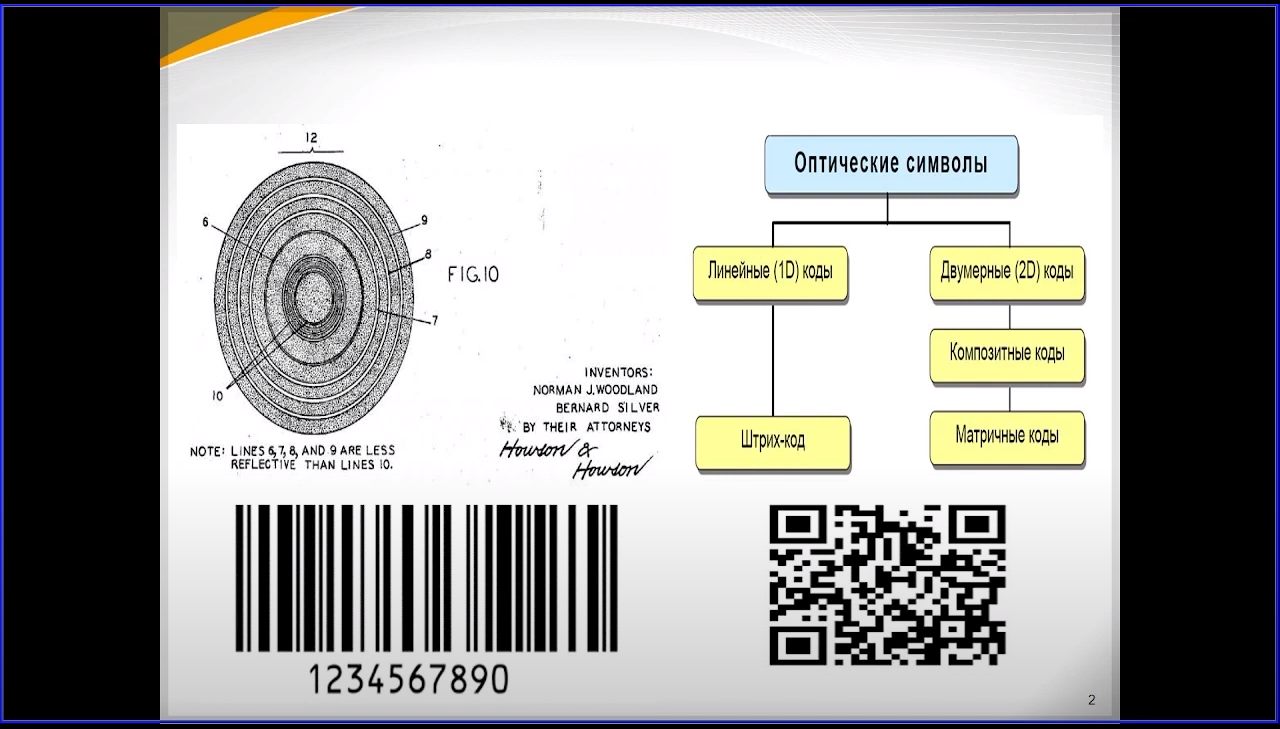 12
6
9
8
FIG.10
7
10
INVENTORS:
NORMAN J. WOODLAND
BERNARD SILVER
BY THEIR ATTORNEYS
Howson &
Howson
NOTE: LINES 6,7,8, AND 9 ARE LESS
REFLECTIVE THAN LINES 10.
Оптические символы
Линейные (1D) коды
Двумерные (2D) коды
Композитные коды
Штрих-код
Матричные коды
1234567890
2